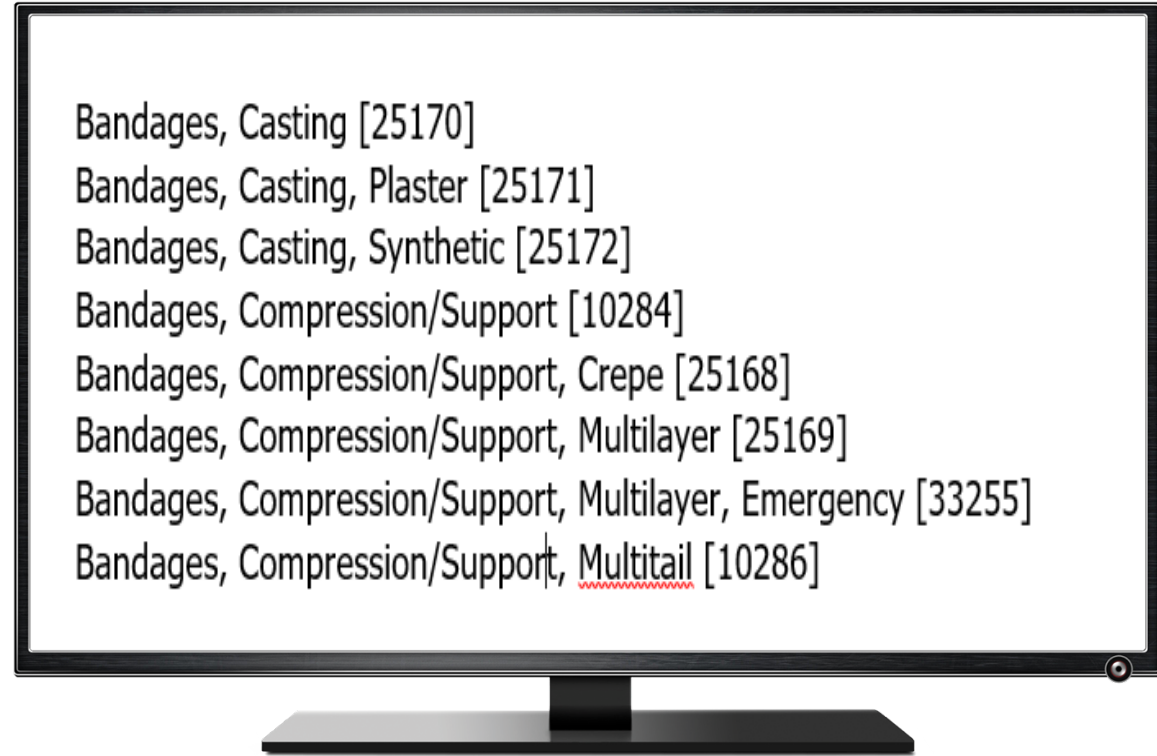 Bandages, Casting [25170]
Bandages, Casting, Plaster [25171]
Bandages, Casting, Synthetic [25172]
Bandages, Compression/Support [10284]
Bandages, Compression/Support, Crepe [25168]
Bandages, Compression/Support, Multilayer [25169]
Bandages, Compression/Support, Multilayer, Emergency [33255]
Bandages, Compression/Support, Multitail [10286]